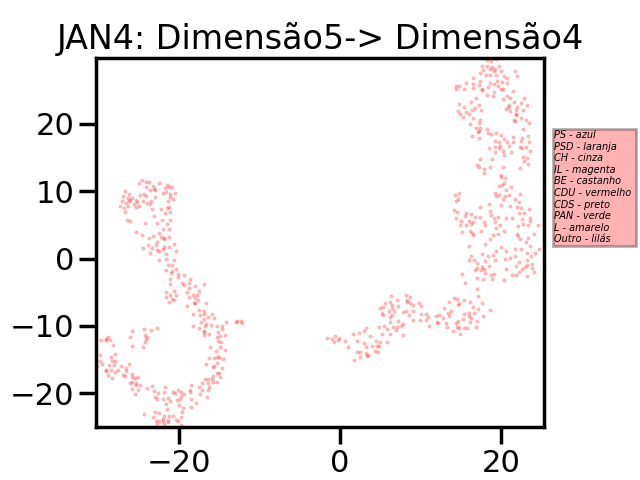 JAN4: Dimensão5-> Dimensão4
20
10
0
−10
−20
−20
0
20
PS - azul
PSD - laranja
CH - cinza
IL - magenta
BE - castanho
CDU - vermelho
CDS - preto
PAN - verde
L - amarelo
Outro - lilás